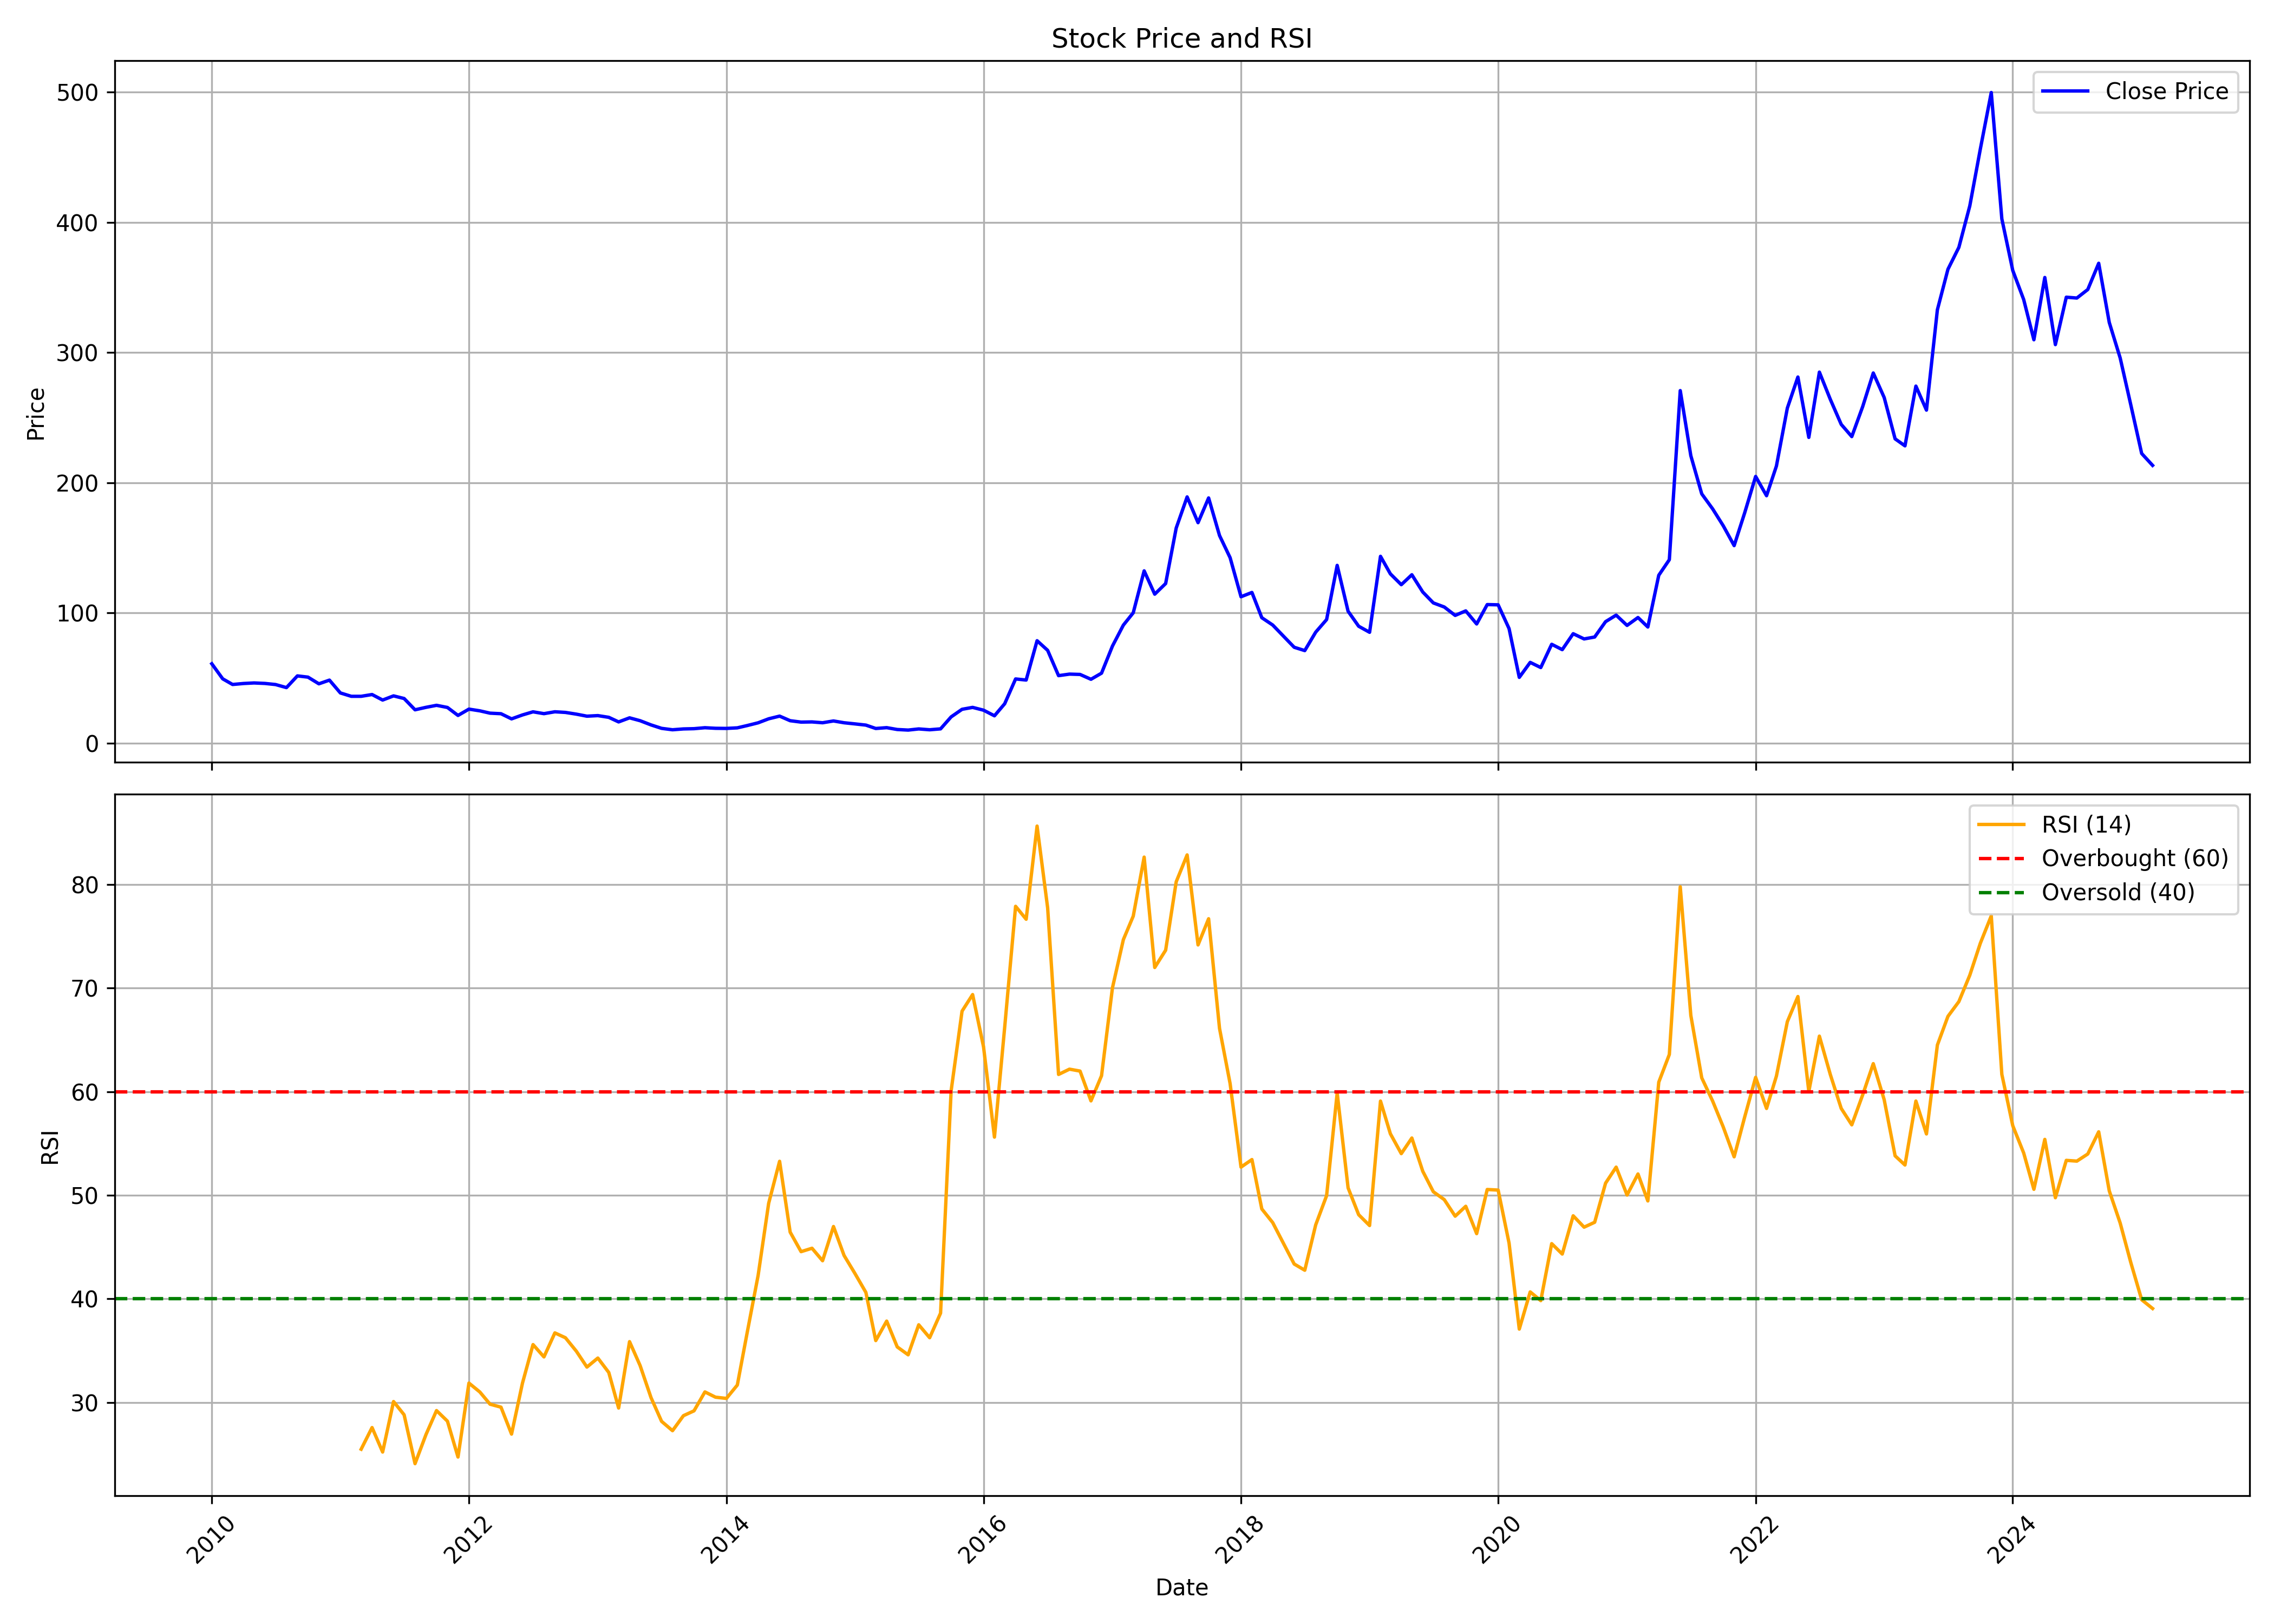 Stock Price and RSI
500
400
300
200
100
0
Price
Close Price
80
70
60
50
40
30
RSI
RSI (14)
Overbought (60)
Oversold (40)
2010
2012
2014
2016
2018
2020
2022
2024
Date